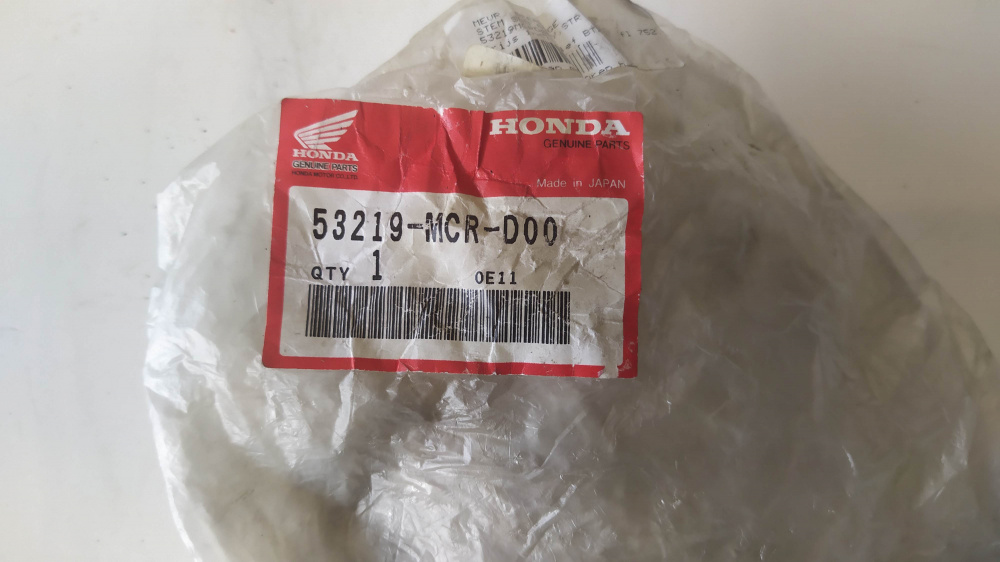 STEM
HONDA
GENUINE PARTS
HONDA MOTOR CO.,LTD.
HONDA
GENUINE PARTS
Made in JAPAN
53219-MCR-D00
QTY 1 0E11